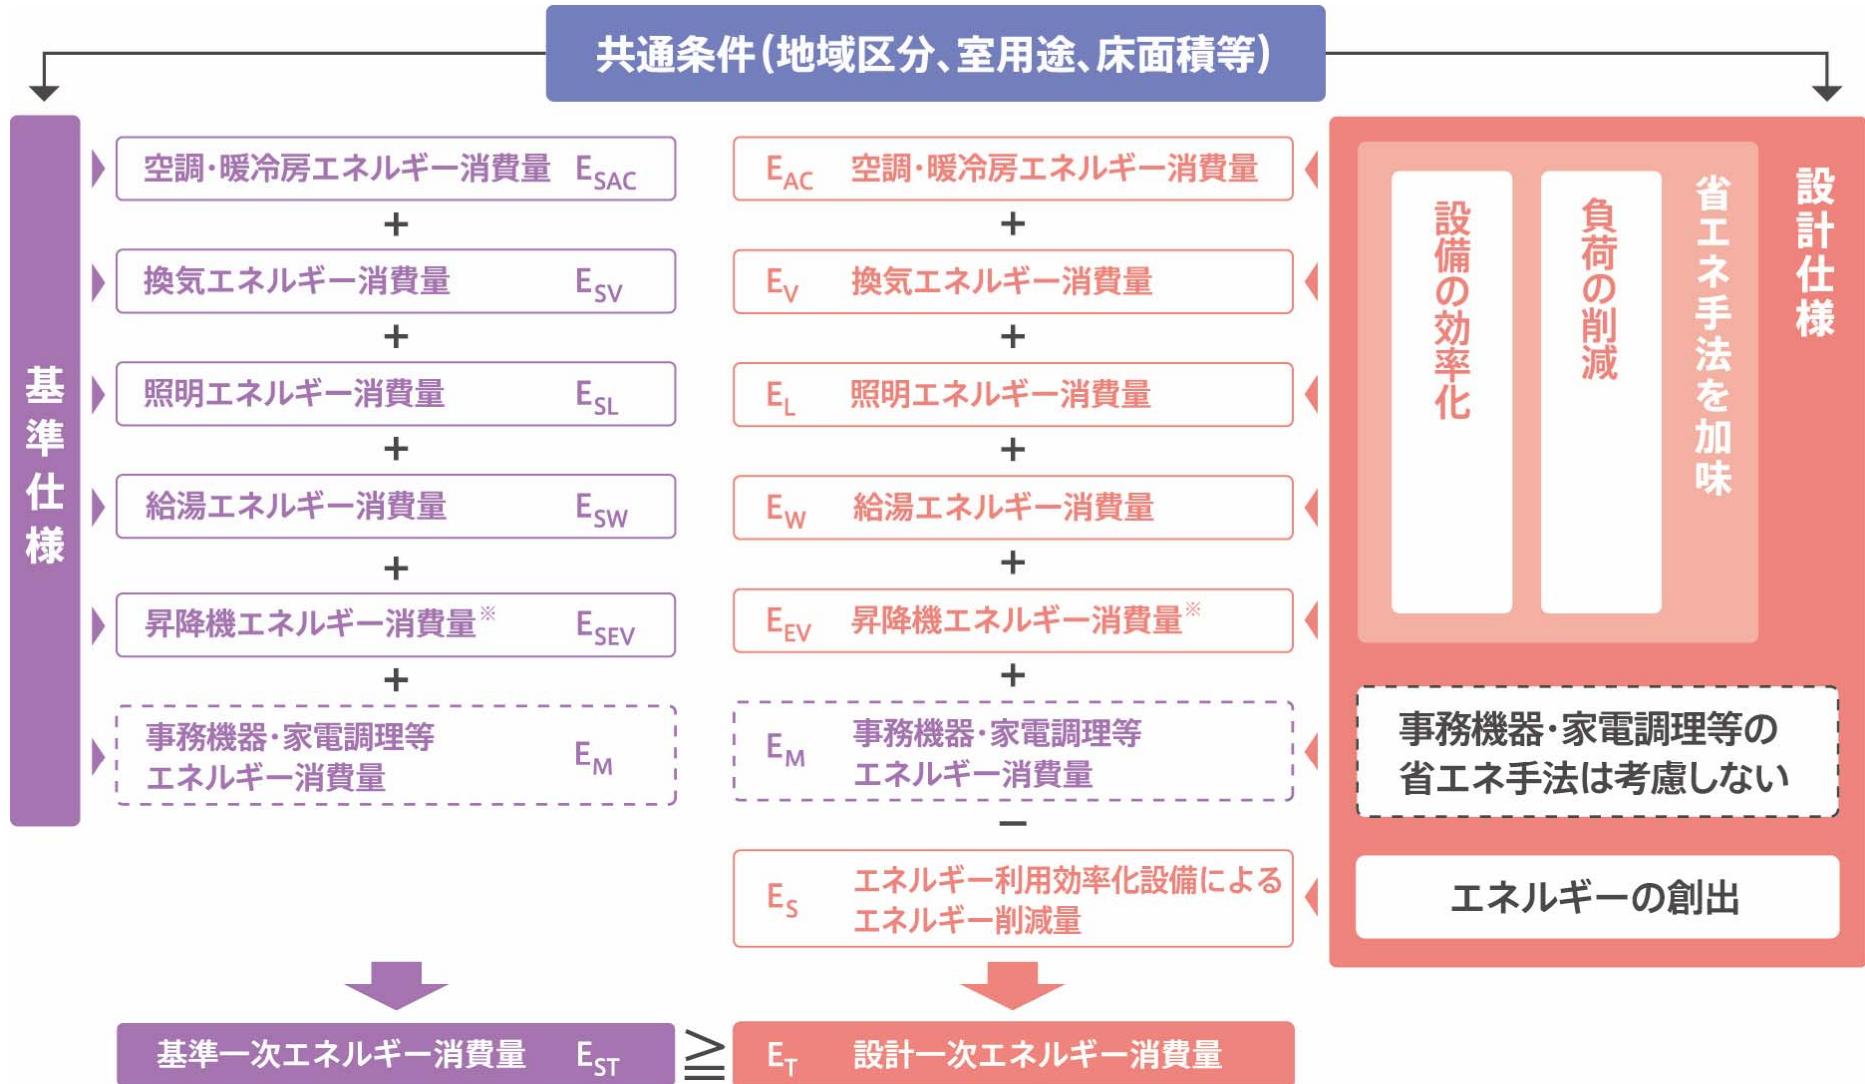 共通条件(地域区分、室用途、床面積等)
基準仕様
空調･暖冷房エネルギー消費量 ESAC
+
換気エネルギー消費量 ESV
+
照明エネルギー消費量 ESL
+
給湯エネルギー消費量 ESW
+
昇降機エネルギー消費量※ ESEV
+
事務機器･家電調理等
エネルギー消費量 EM
基準一次エネルギー消費量 EST
≧
EAC 空調･暖冷房エネルギー消費量
+
EV 換気エネルギー消費量
+
EL 照明エネルギー消費量
+
EW 給湯エネルギー消費量
+
EEV 昇降機エネルギー消費量※
+
EM 事務機器･家電調理等
エネルギー消費量
−
ES エネルギー利用効率化設備による
エネルギー削減量
ET 設計一次エネルギー消費量
設計仕様
省エネ手法を加味
負荷の削減
設備の効率化
事務機器･家電調理等の
省エネ手法は考慮しない
エネルギーの創出